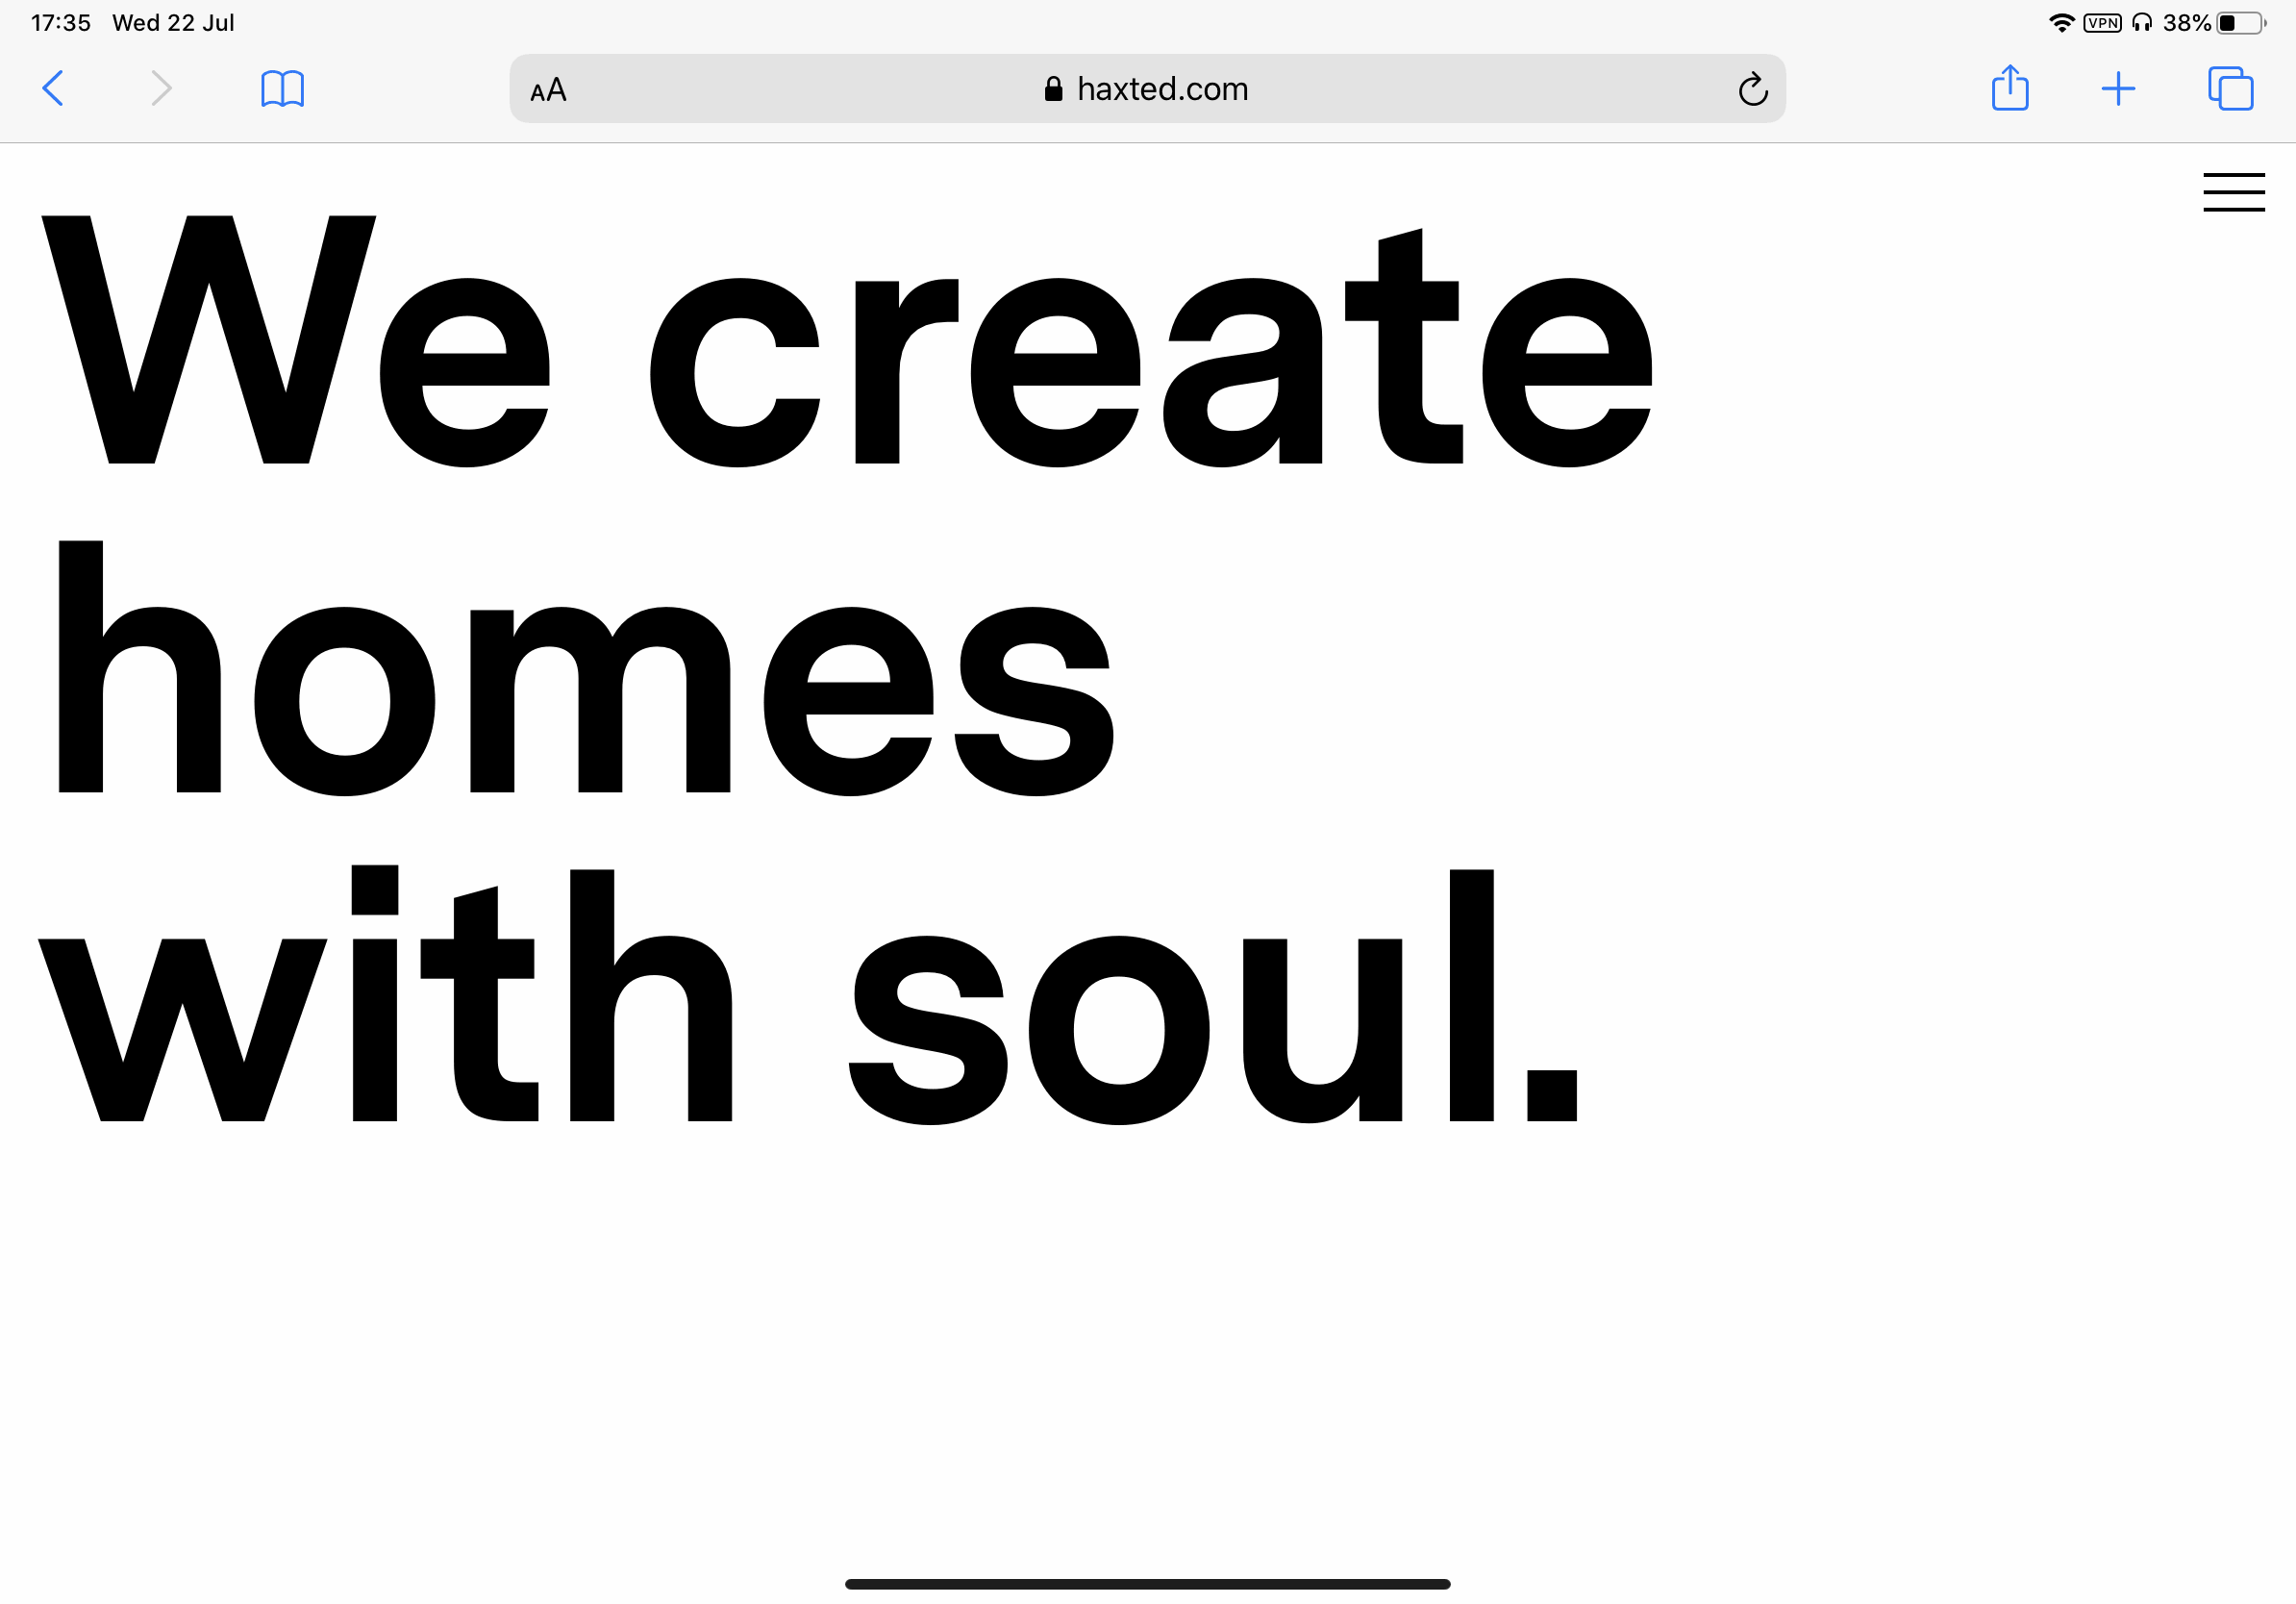 17:35 Wed 22 Jul
VPN 38%
AA haxted.com
We create
homes
with soul.